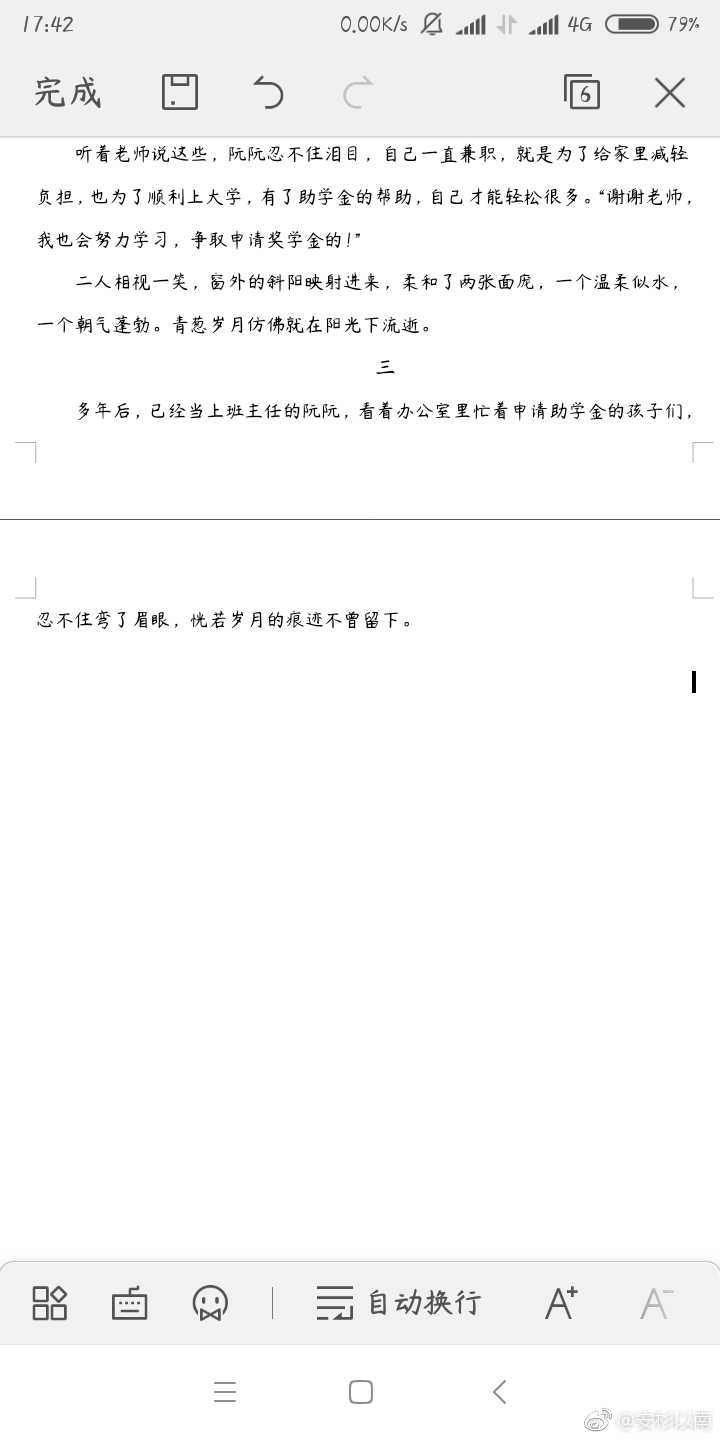 17:42 0.00K/s 4G 79%
完成 6
听着老师说这些，阮阮忍不住泪目，自己一直兼职，就是为了给家里减轻
负担，也为了顺利上大学，有了助学金的帮助，自己才能轻松很多。“谢谢老师，
我也会努力学习，争取申请奖学金的！”
二人相视一笑，窗外的斜阳映射进来，柔和了两张面庞，一个温柔似水，
一个朝气蓬勃。青葱岁月仿佛就在阳光下流逝。
三
多年后，已经当上班主任的阮阮，看着办公室里忙着申请助学金的孩子们，
忍不住弯了眉眼，恍若岁月的痕迹不曾留下。
自动换行 A+ A-
@安杉以南